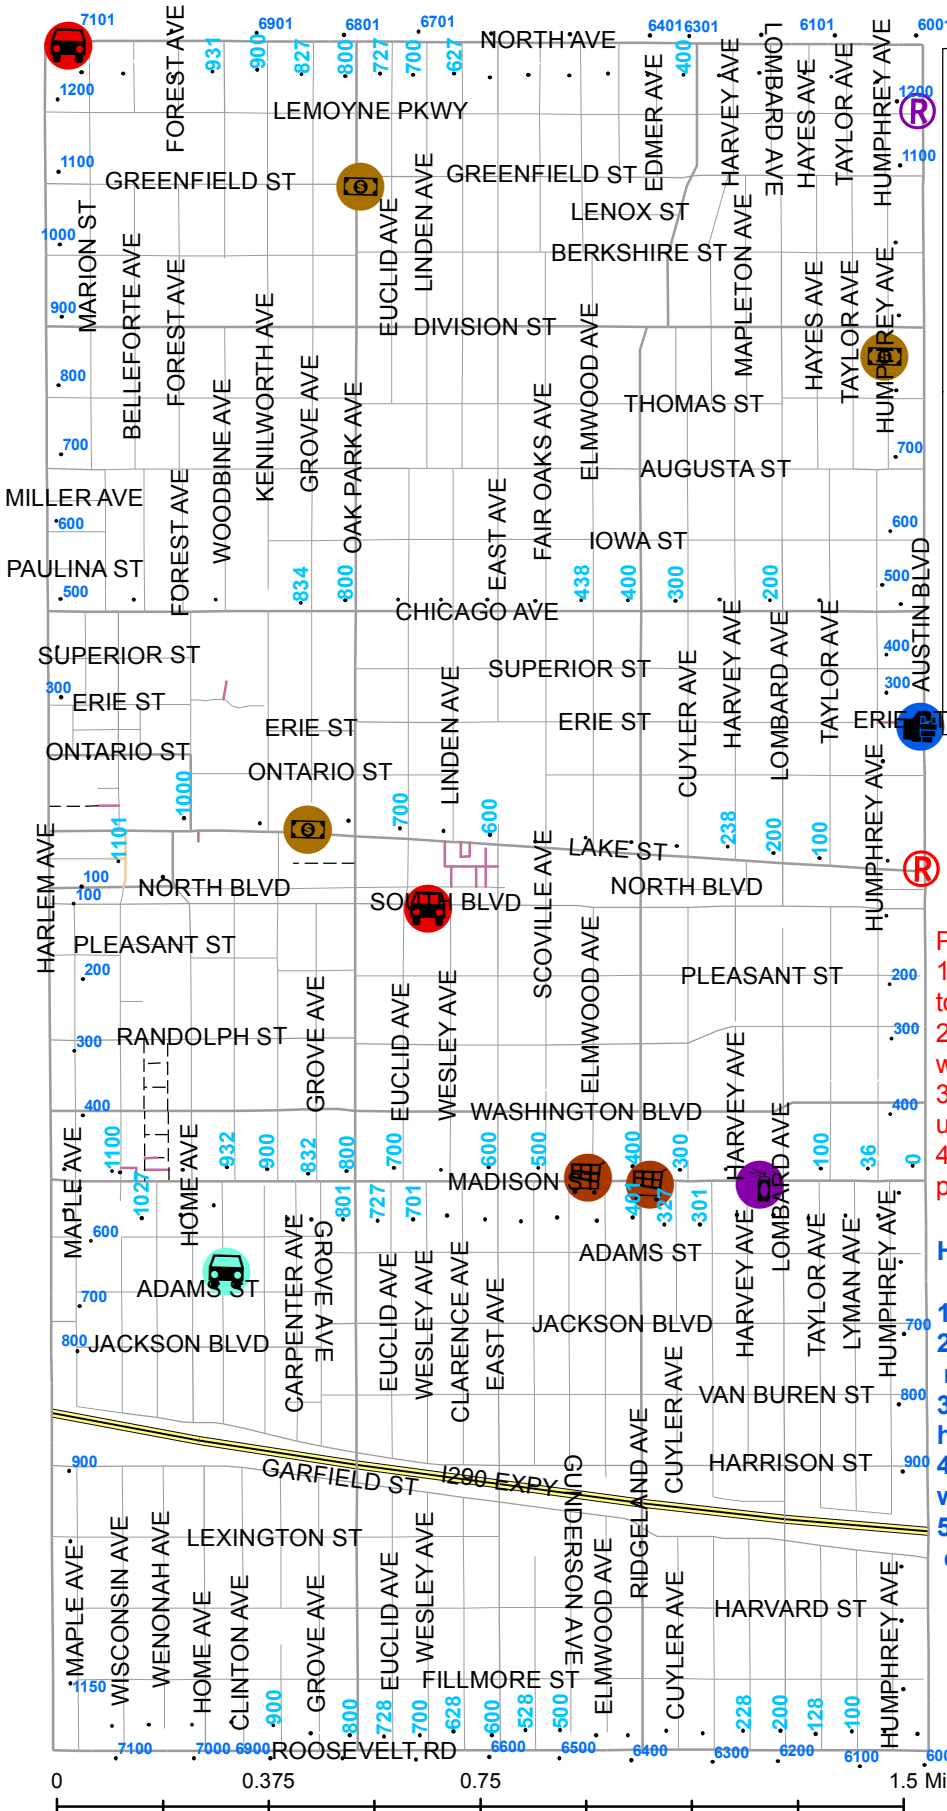 7101
6901
6801
6701
6401
6301
6101
6001
NORTH AVE
FOREST AVE
931
900
827
800
727
700
627
400
EDMER AVE
HARVEY AVE
LOMBARD AVE
HAYES AVE
TAYLOR AVE
HUMPHREY AVE
1200
1200
®
LEMOYNE PKWY
1100
1100
GREENFIELD ST
GREENFIELD ST
$
LENOX ST
MARION ST
1000
BELLEFORTE AVE
FOREST AVE
EUCLID AVE
LINDEN AVE
BERKSHIRE ST
MAPLETON AVE
HAYES AVE
TAYLOR AVE
HUMPHREY AVE
900
DIVISION ST
KENILWORTH AVE
GROVE AVE
ELMWOOD AVE
800
THOMAS ST
WOODBINE AVE
OAK PARK AVE
FAIR OAKS AVE
700
700
AUGUSTA ST
MILLER AVE
FOREST AVE
EAST AVE
600
600
IOWA ST
PAULINA ST
500
500
834
800
438
400
300
200
AUSTIN BLVD
CHICAGO AVE
HARVEY AVE
LOMBARD AVE
TAYLOR AVE
400
SUPERIOR ST
SUPERIOR ST
CUYLER AVE
300
300
ERIE ST
ERIE ST
ERIE ST
ERIE ST
LINDEN AVE
ONTARIO ST
ONTARIO ST
HUMPHREY AVE
1000
$
1101
700
600
238
200
100
HARLEM AVE
LAKE ST
SCOVILLE AVE
®
100
NORTH BLVD
NORTH BLVD
100
SOUTH BLVD
PLEASANT ST
PLEASANT ST
ELMWOOD AVE
200
200
GROVE AVE
EUCLID AVE
WESLEY AVE
RANDOLPH ST
300
300
HARVEY AVE
400
WASHINGTON BLVD
400
LOMBARD AVE
MAPLE AVE
1100
HOME AVE
932
900
832
800
700
600
500
400
300
100
36
0
MADISON ST
1027
801
727
701
401
327
301
600
CARPENTER AVE
GROVE AVE
ADAMS ST
HARVEY AVE
TAYLOR AVE
LYMAN AVE
HUMPHREY AVE
EUCLID AVE
WESLEY AVE
CLARENCE AVE
EAST AVE
ADAMS ST
700
JACKSON BLVD
700
800
JACKSON BLVD
CUYLER AVE
VAN BUREN ST
800
900
GARFIELD ST
I290 EXPY
HARRISON ST
900
GUNDERSON AVE
RIDGELAND AVE
LEXINGTON ST
MAPLE AVE
WISCONSIN AVE
WENONAH AVE
HOME AVE
CLINTON AVE
GROVE AVE
EUCLID AVE
WESLEY AVE
ELMWOOD AVE
CUYLER AVE
HUMPHREY AVE
HARVARD ST
FILLMORE ST
1150
900
800
728
700
628
600
528
500
228
200
128
100
7100
7000
6900
ROOSEVELT RD
6600
6500
6400
6300
6200
6100
0
0.375
0.75
1.5 Mi